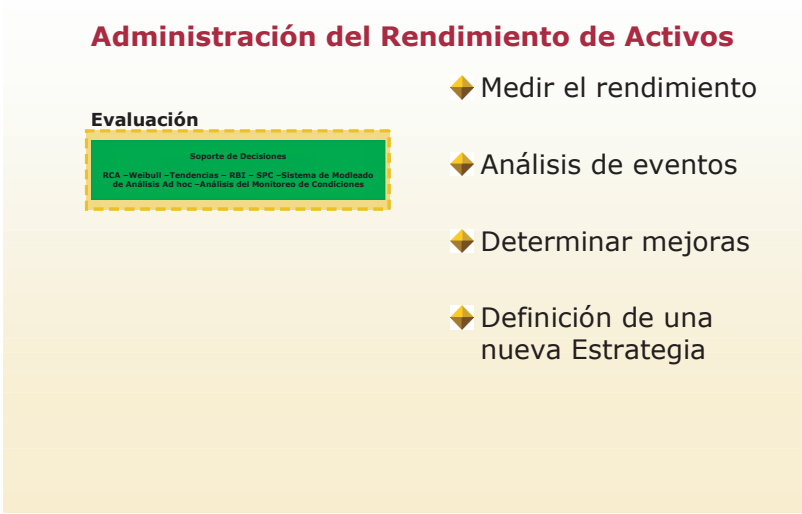 Administración del Rendimiento de Activos
Evaluación
Soporte de Decisiones
RCA –Weibull –Tendencias – RBI – SPC –Sistema de Modleado
de Análisis Ad hoc –Análisis del Monitoreo de Condiciones
Medir el rendimiento
Análisis de eventos
Determinar mejoras
Definición de una
nueva Estrategia